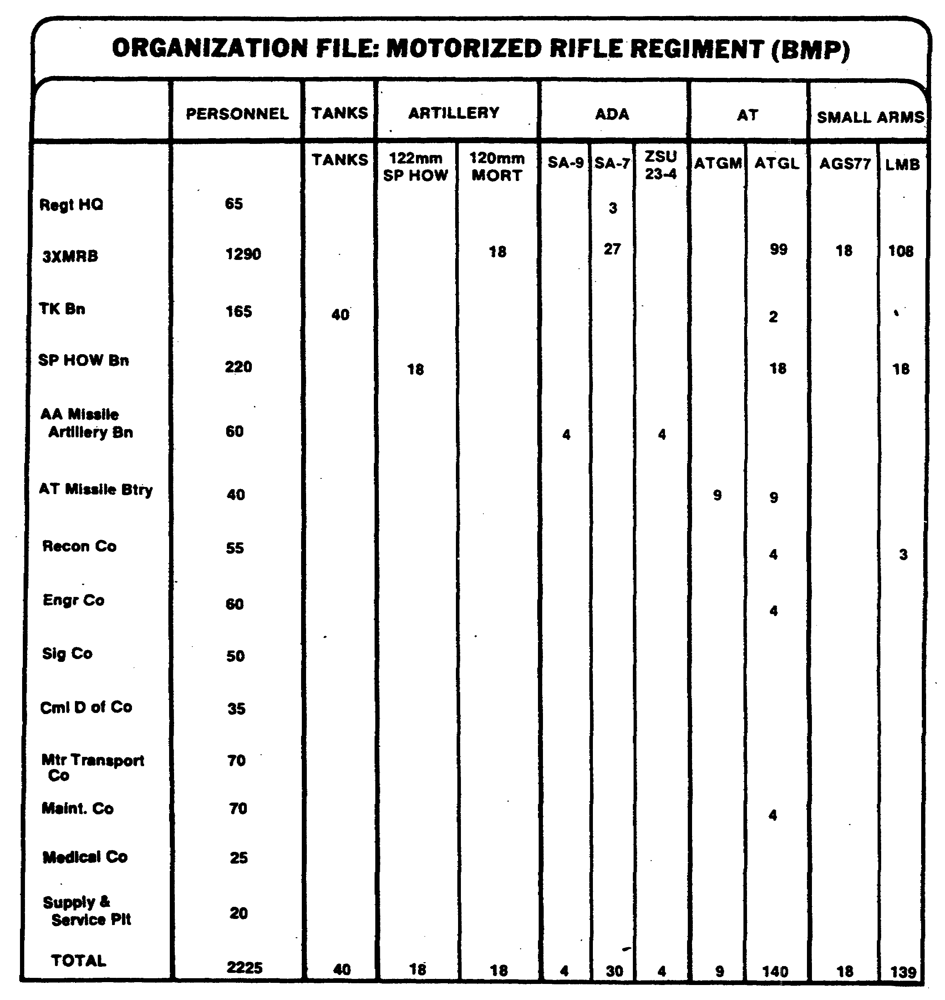 ORGANIZATION FILE: MOTORIZED RIFLE REGIMENT (BMP)
PERSONNEL TANKS ARTILLERY ADA AT SMALL ARMS
TANKS 122mm SP HOW 120mm MORT SA-9 SA-7 ZSU 23-4 ATGM ATGL AGS77 LMB
Regt HQ 65 3
3XMRB 1290 18 27 99 18 108
TK Bn 165 40 2
SP HOW Bn 220 18 18 18
AA Missile
Artillery Bn 60 4 4
AT Missile Btry 40 9 9
Recon Co 55 4 3
Engr Co 60 4
Sig Co 50
Cml D of Co 35
Mtr Transport 70
Co
Maint. Co 70 4
Medical Co 25
Supply &
Service Plt 20
TOTAL 2225 40 18 18 4 30 4 9 140 18 139